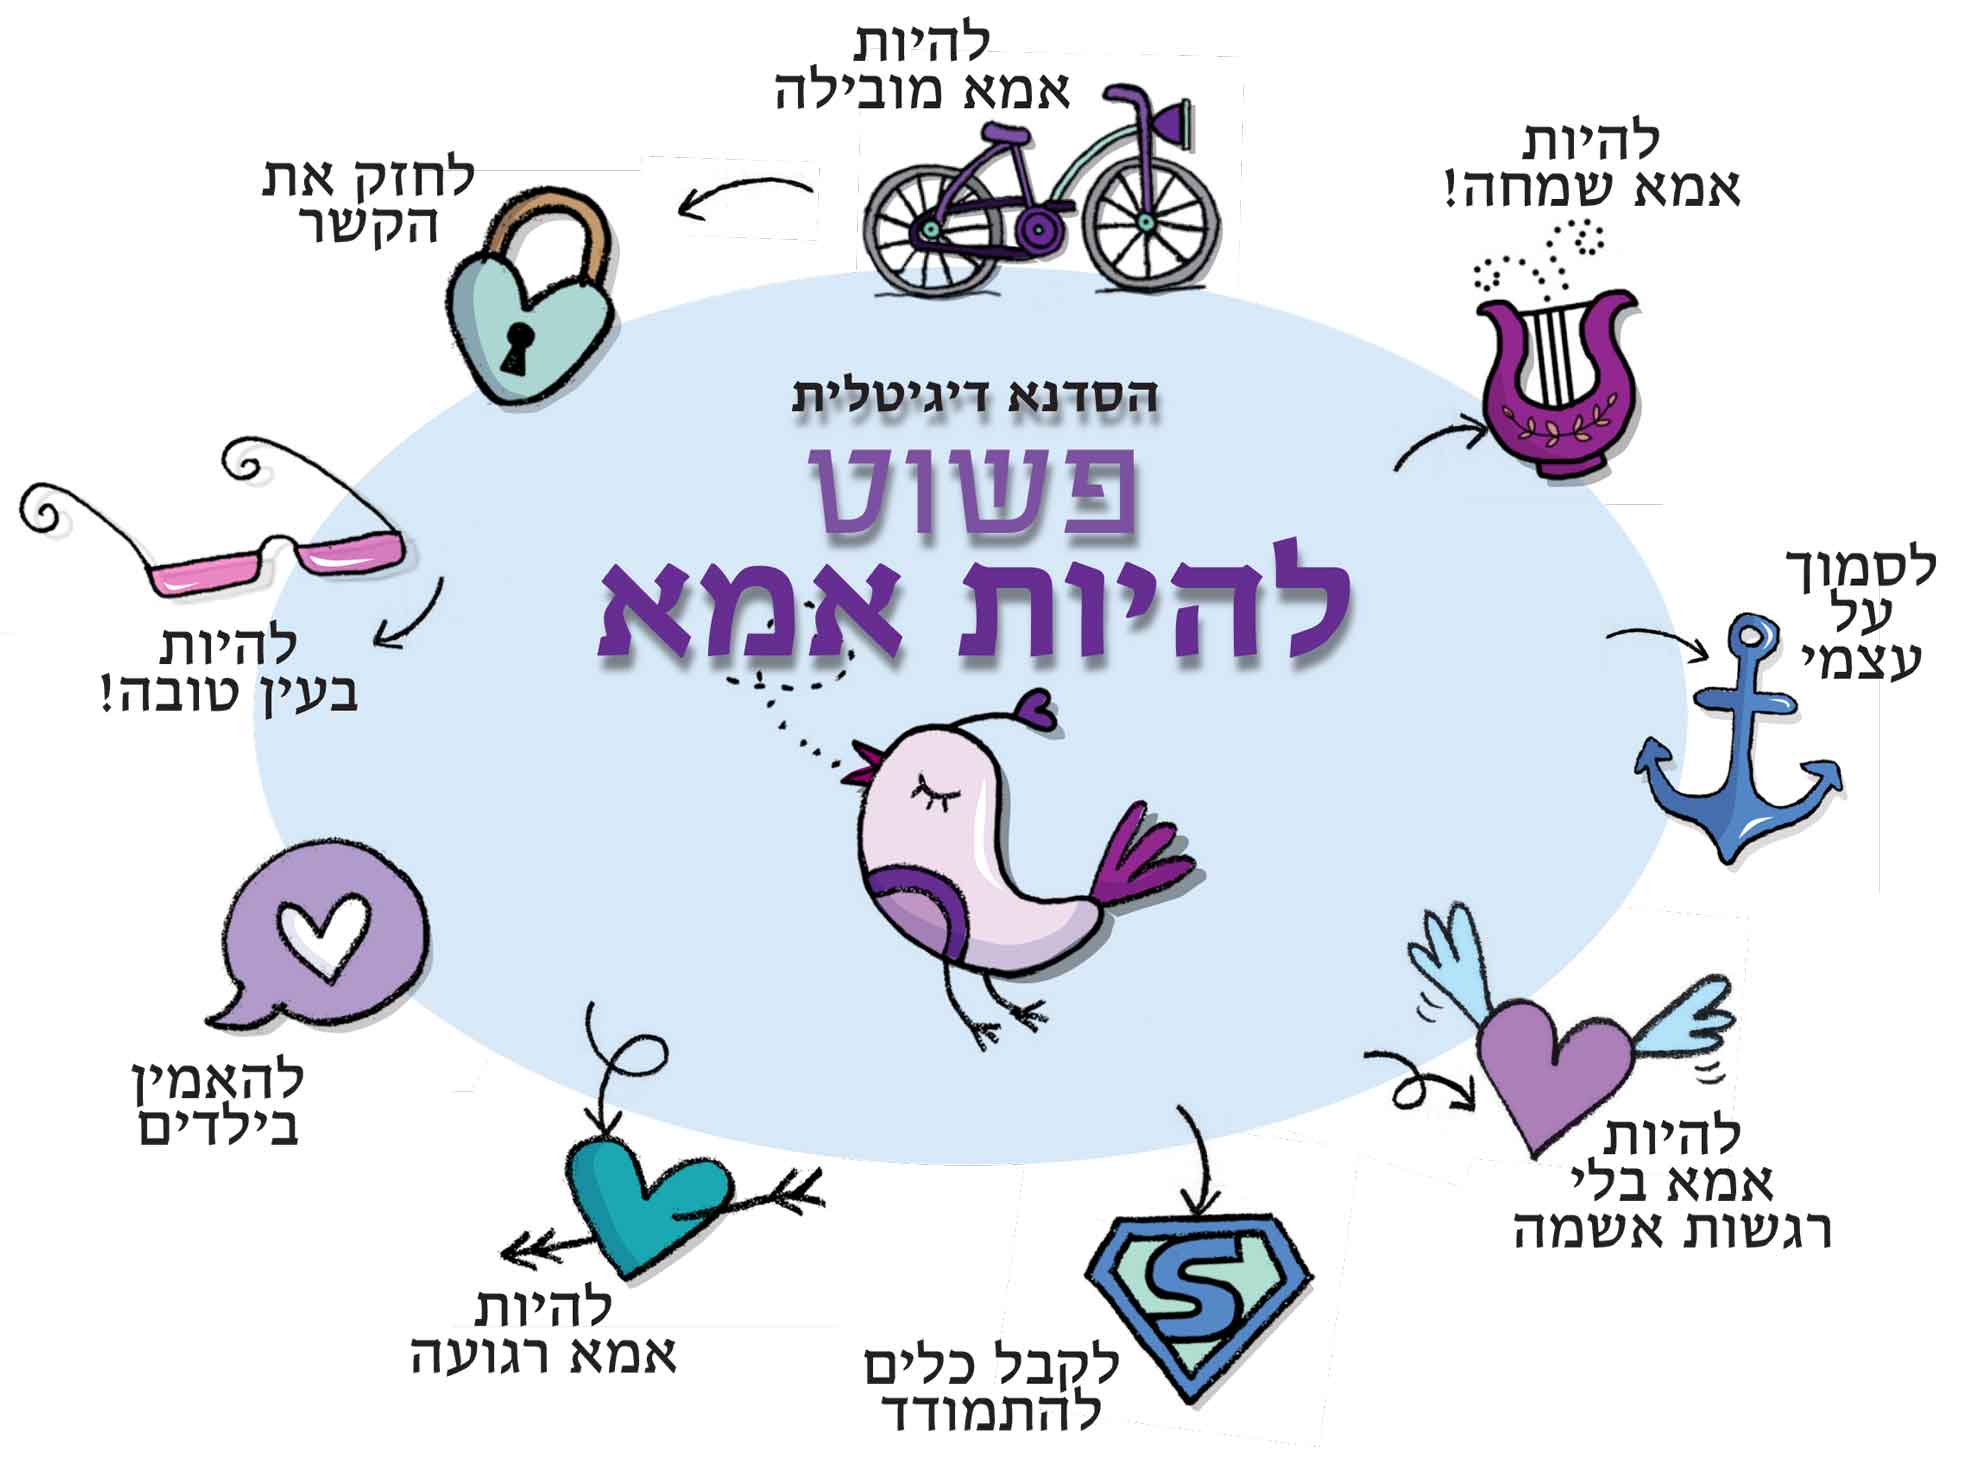 להיות
אמא מובילה
להיות
אמא שמחה!
לחזק את
הקשר
הסדנא דיגיטלית
פשוט
להיות אמא
לסמוך
על
עצמי
להיות
בעין טובה!
להאמין
בילדים
להיות
אמא בלי
רגשות אשמה
להיות
אמא רגועה
לקבל כלים
להתמודד
S